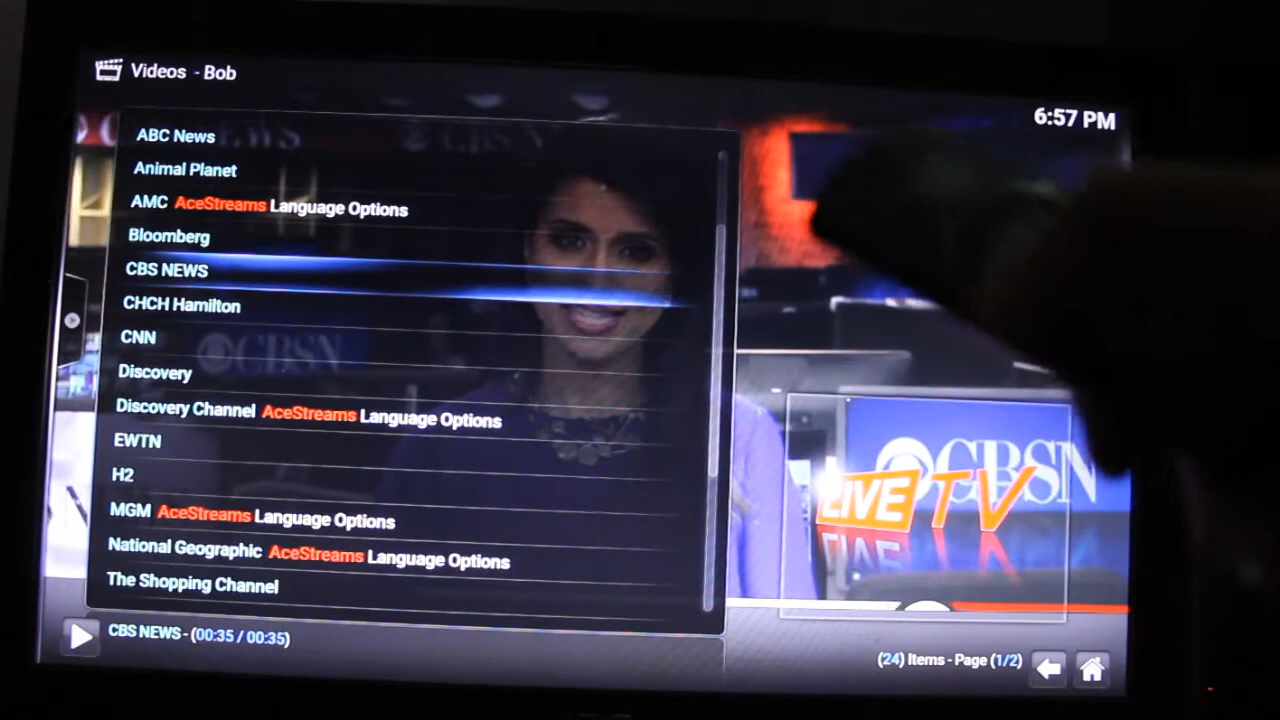 Videos - Bob
6:57 PM
ABC News
Animal Planet
AMC AceStreams Language Options
Bloomberg
CBS NEWS
CHCH Hamilton
CNN
CBSN
Discovery
Discovery Channel AceStreams Language Options
EWTN
H2
MGM AceStreams Language Options
National Geographic AceStreams Language Options
The Shopping Channel
CBSN
LIVE TV
CBS NEWS - (00:35 / 00:35)
(24) Items - Page (1/2)